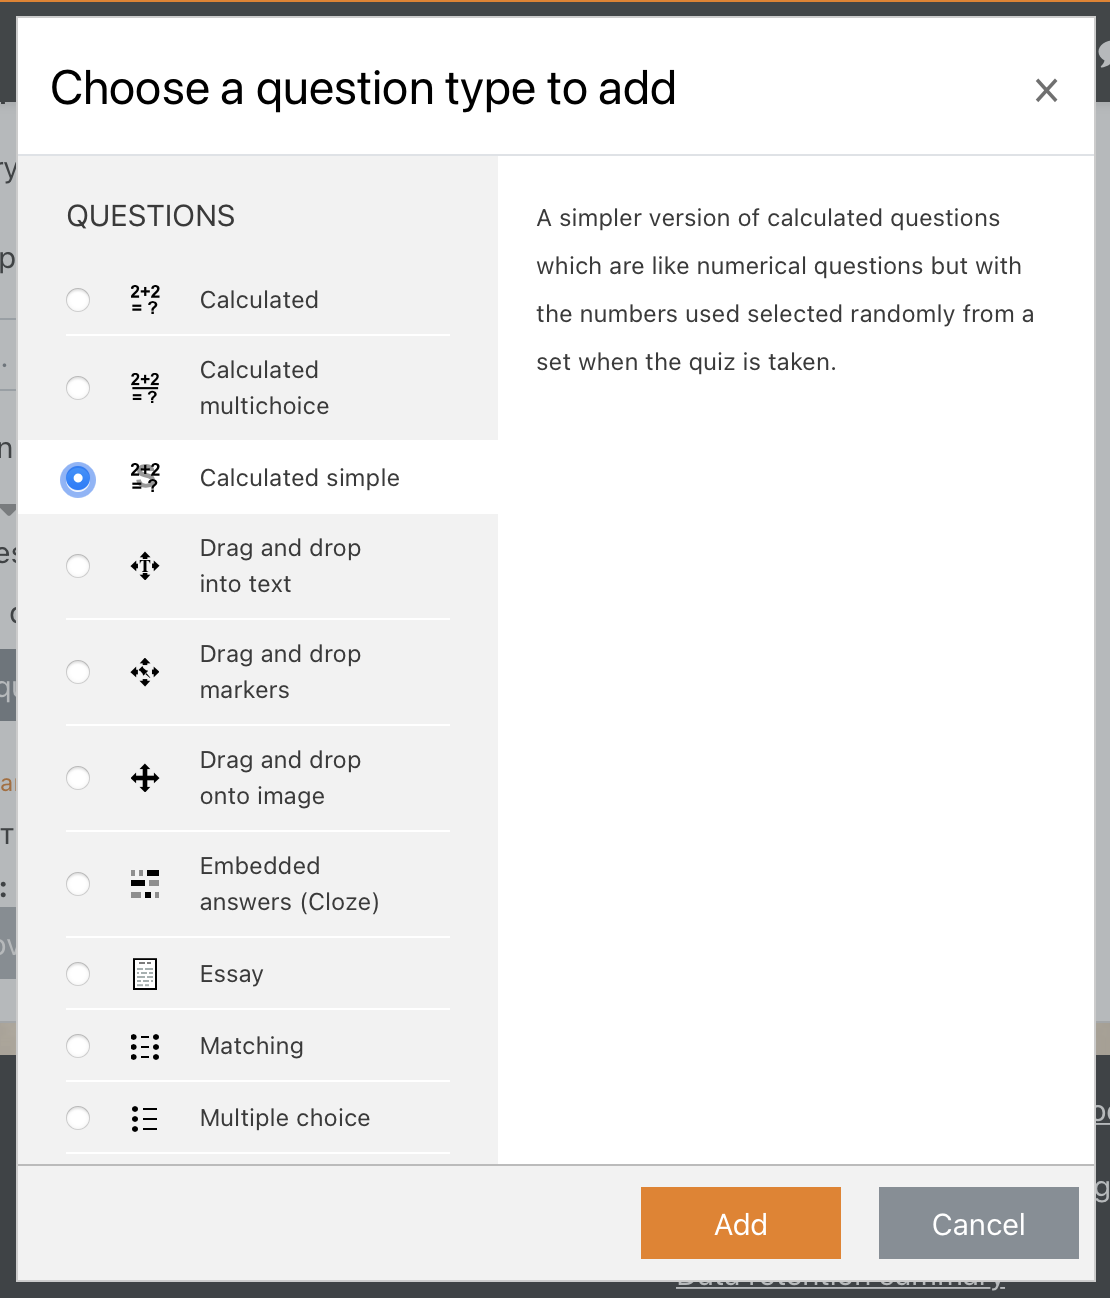 Choose a question type to add
QUESTIONS
2+2
= ?
Calculated
2+2
= ?
Calculated
multichoice
2+2
= ?
Calculated simple
T
Drag and drop
into text
Drag and drop
markers
Drag and drop
onto image
Embedded
answers (Cloze)
Essay
Matching
Multiple choice
A simpler version of calculated questions
which are like numerical questions but with
the numbers used selected randomly from a
set when the quiz is taken.
Add
Cancel
Data retention summary